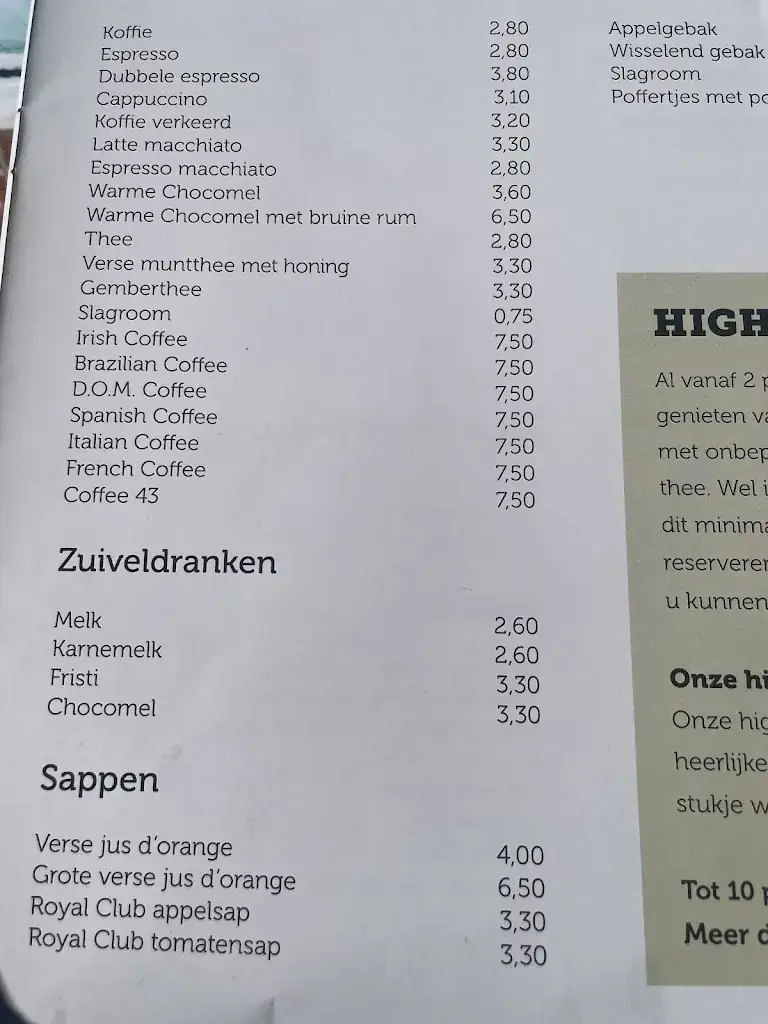 Koffie 2,80
Espresso 2,80
Dubbele espresso 3,80
Cappuccino 3,10
Koffie verkeerd 3,20
Latte macchiato 3,30
Espresso macchiato 2,80
Warme Chocomel 3,60
Warme Chocomel met bruine rum 6,50
Thee 2,80
Verse muntthee met honing 3,30
Gemberthee 3,30
Slagroom 0,75
Irish Coffee 7,50
Brazilian Coffee 7,50
D.O.M. Coffee 7,50
Spanish Coffee 7,50
Italian Coffee 7,50
French Coffee 7,50
Coffee 43 7,50
Zuiveldranken
Melk 2,60
Karnemelk 2,60
Fristi 3,30
Chocomel 3,30
Sappen
Verse jus d'orange 4,00
Grote verse jus d'orange 6,50
Royal Club appelsap 3,30
Royal Club tomatensap 3,30
Appelgebak
Wisselend gebak
Slagroom
Poffertjes met
HIGH
Al vanaf 2
genieten
met
thee. Wel
dit
u kunnen
Onze
Onze
heerlijke
stukje
Tot 10
Meer